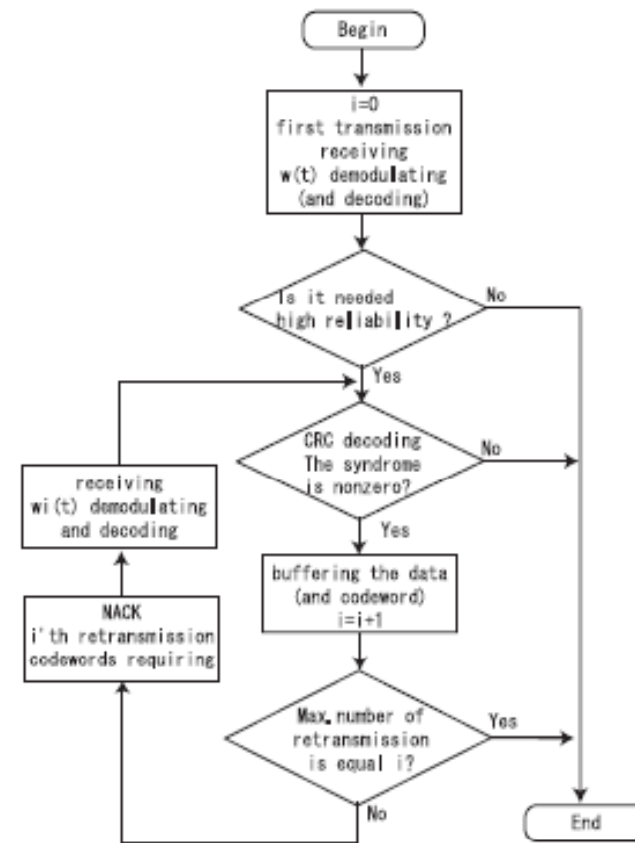 Begin
i=0
first transmission
receiving
w(t) demodulating
(and decoding)
Is it needed
high reliability ?
No
Yes
CRC decoding
The syndrome
is nonzero?
No
Yes
receiving
wi(t) demodulating
and decoding
buffering the data
(and codeword)
i=i+1
NACK
i'th retransmission
codewords requiring
Max.number of
retransmission
is equal i?
Yes
No
End